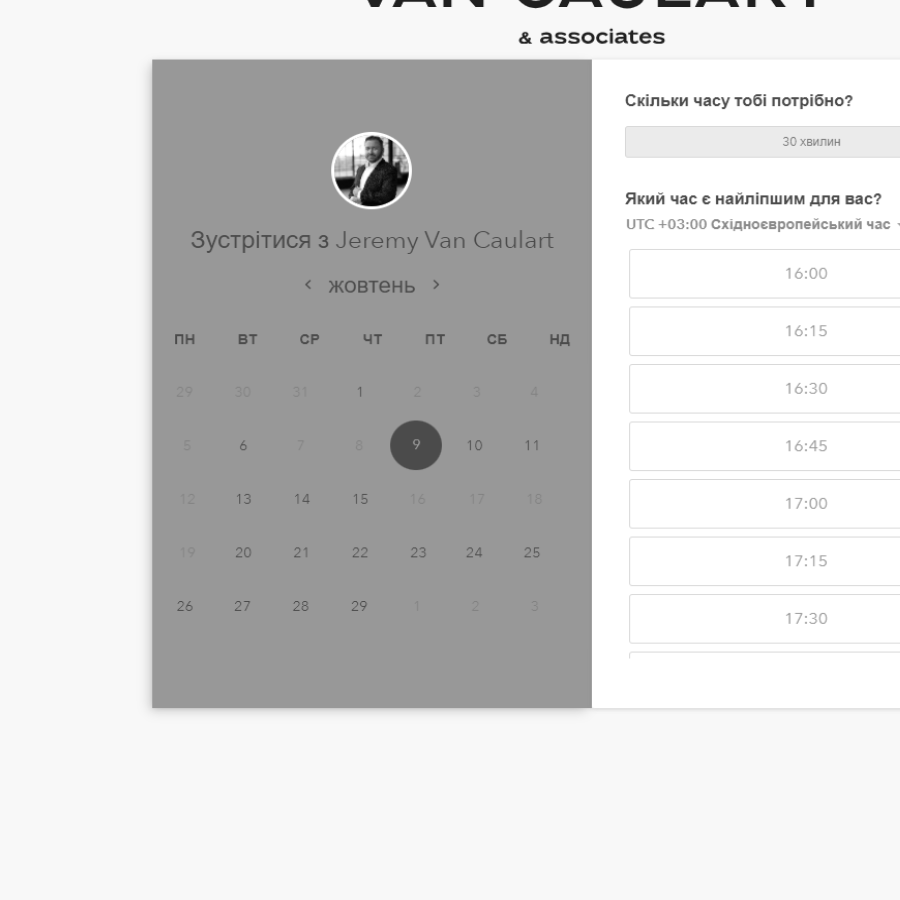 VAN CAULART
& associates
Зустрітися з Jeremy Van Caulart
‹ жовтень ›
ПН ВТ СР ЧТ ПТ СБ НД
29 30 31 1 2 3 4
5 6 7 8 9 10 11
12 13 14 15 16 17 18
19 20 21 22 23 24 25
26 27 28 29 1 2 3
Скільки часу тобі потрібно?
30 хвилин
Який час є найліпшим для вас?
UTC +03:00 Східноєвропейський час
16:00
16:15
16:30
16:45
17:00
17:15
17:30